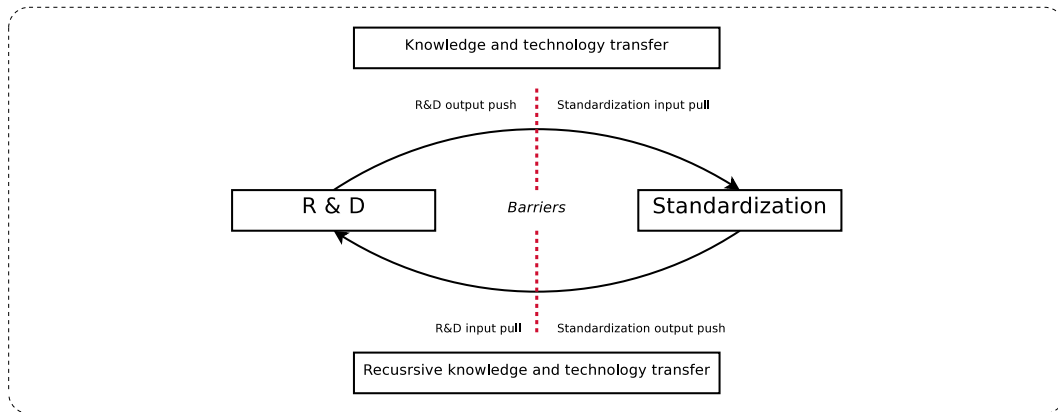 Knowledge and technology transfer
R&D output push
Standardization input pull
R & D
Barriers
Standardization
R&D input pull
Standardization output push
Recusrsive knowledge and technology transfer